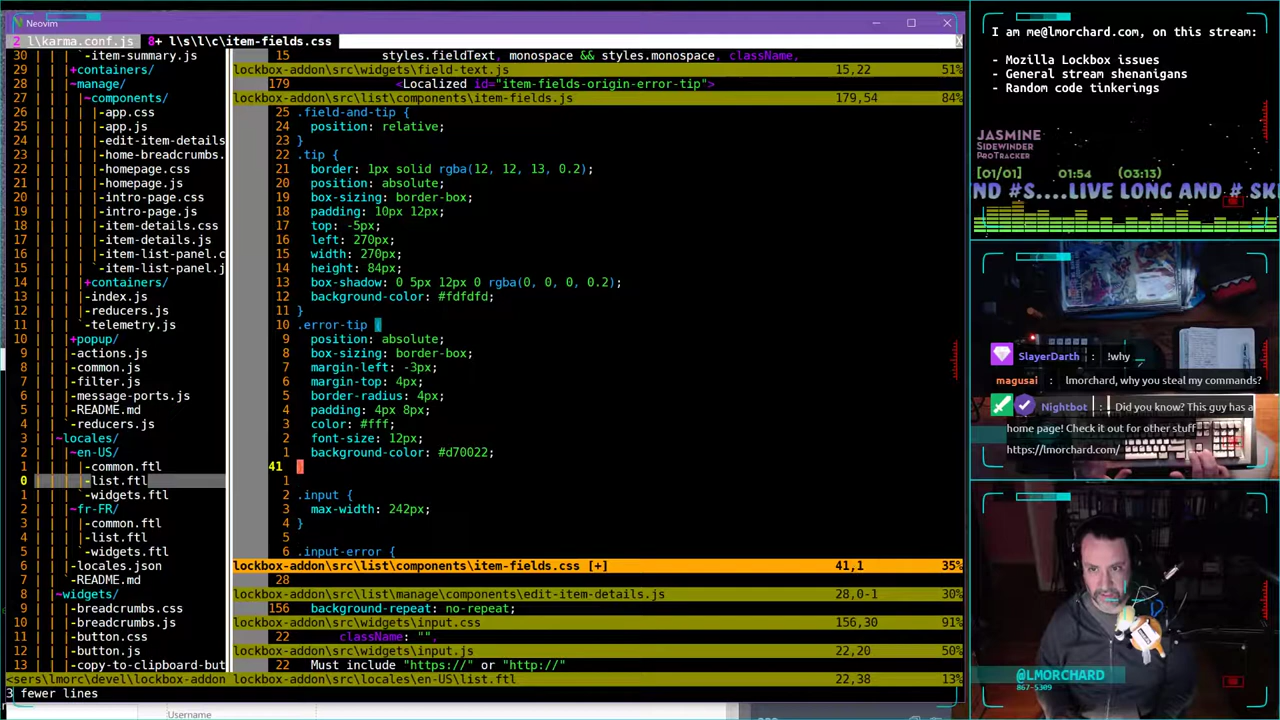 Neovim
2 l\karma.conf.js 8+ l\s\l\c\item-fields.css X
30 | | | | `-item-summary.js
29 | | | +containers/
28 | | | ~manage/
27 | | | | ~components/
26 | | | | | -app.css
25 | | | | | -app.js
24 | | | | | -edit-item-details
23 | | | | | -home-breadcrumbs.
22 | | | | | -homepage.css
21 | | | | | -homepage.js
20 | | | | | -intro-page.css
19 | | | | | -intro-page.js
18 | | | | | -item-details.css
17 | | | | | -item-details.js
16 | | | | | -item-list-panel.c
15 | | | | | `-item-list-panel.j
14 | | | | +containers/
13 | | | | -index.js
12 | | | | -reducers.js
11 | | | | `-telemetry.js
10 | | | +popup/
9 | | | -actions.js
8 | | | -common.js
7 | | | -filter.js
6 | | | -message-ports.js
5 | | | -README.md
4 | | | `-reducers.js
3 | | ~locales/
2 | | | ~en-US/
1 | | | | -common.ftl
0 | | | | -list.ftl
1 | | | | `-widgets.ftl
2 | | | ~fr-FR/
3 | | | | -common.ftl
4 | | | | -list.ftl
5 | | | | `-widgets.ftl
6 | | | -locales.json
7 | | | `-README.md
8 | | ~widgets/
9 | | | -breadcrumbs.css
10 | | | -breadcrumbs.js
11 | | | -button.css
12 | | | -button.js
13 | | | -copy-to-clipboard-but
<sers\lmorc\devel\lockbox-addon
3 fewer lines
15 styles.fieldText, monospace && styles.monospace, className,
lockbox-addon\src\widgets\field-text.js 15,22 51%
179 <Localized id="item-fields-origin-error-tip">
lockbox-addon\src\list\components\item-fields.js 179,54 84%
25 .field-and-tip {
24 position: relative;
23 }
22 .tip {
21 border: 1px solid rgba(12, 12, 13, 0.2);
20 position: absolute;
19 box-sizing: border-box;
18 padding: 10px 12px;
17 top: -5px;
16 left: 270px;
15 width: 270px;
14 height: 84px;
13 box-shadow: 0 5px 12px 0 rgba(0, 0, 0, 0.2);
12 background-color: #fdfdfd;
11 }
10 .error-tip {
9 position: absolute;
8 box-sizing: border-box;
7 margin-left: -3px;
6 margin-top: 4px;
5 border-radius: 4px;
4 padding: 4px 8px;
3 color: #fff;
2 font-size: 12px;
1 background-color: #d70022;
41 }
1
2 .input {
3 max-width: 242px;
4 }
5
6 .input-error {
lockbox-addon\src\list\components\item-fields.css [+] 41,1 35%
28
lockbox-addon\src\list\manage\components\edit-item-details.js 28,0-1 30%
156 background-repeat: no-repeat;
lockbox-addon\src\widgets\input.css 156,30 91%
22 className: "",
lockbox-addon\src\widgets\input.js 22,20 50%
22 Must include "https://" or "http://"
lockbox-addon\src\locales\en-US\list.ftl 22,38 13%
Username
I am me@lmorchard.com, on this stream:
- Mozilla Lockbox issues
- General stream shenanigans
- Random code tinkerings
JASMINE
SIDEWINDER
PROTRACKER
[01/01] 01:54 (03:13)
ND #S....LIVE LONG AND # SK
SlayerDarth : !why
magusai : lmorchard, why you steal my commands?
Nightbot : Did you know? This guy has a
home page! Check it out for other stuff
https://lmorchard.com/
@LMORCHARD
867-5309